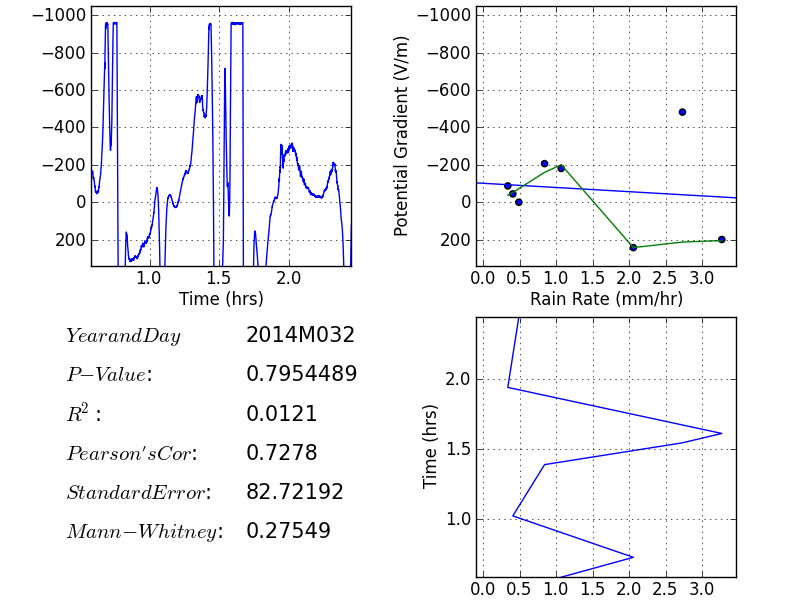 −1000
−800
−600
−400
−200
0
200
1.0 1.5 2.0
Time (hrs)
Potential Gradient (V/m)
−1000
−800
−600
−400
−200
0
200
0.0 0.5 1.0 1.5 2.0 2.5 3.0
Rain Rate (mm/hr)
YearandDay 2014M032
P−Value: 0.7954489
R²: 0.0121
Pearson'sCor: 0.7278
StandardError: 82.72192
Mann−Whitney: 0.27549
Time (hrs)
2.0
1.5
1.0
0.0 0.5 1.0 1.5 2.0 2.5 3.0